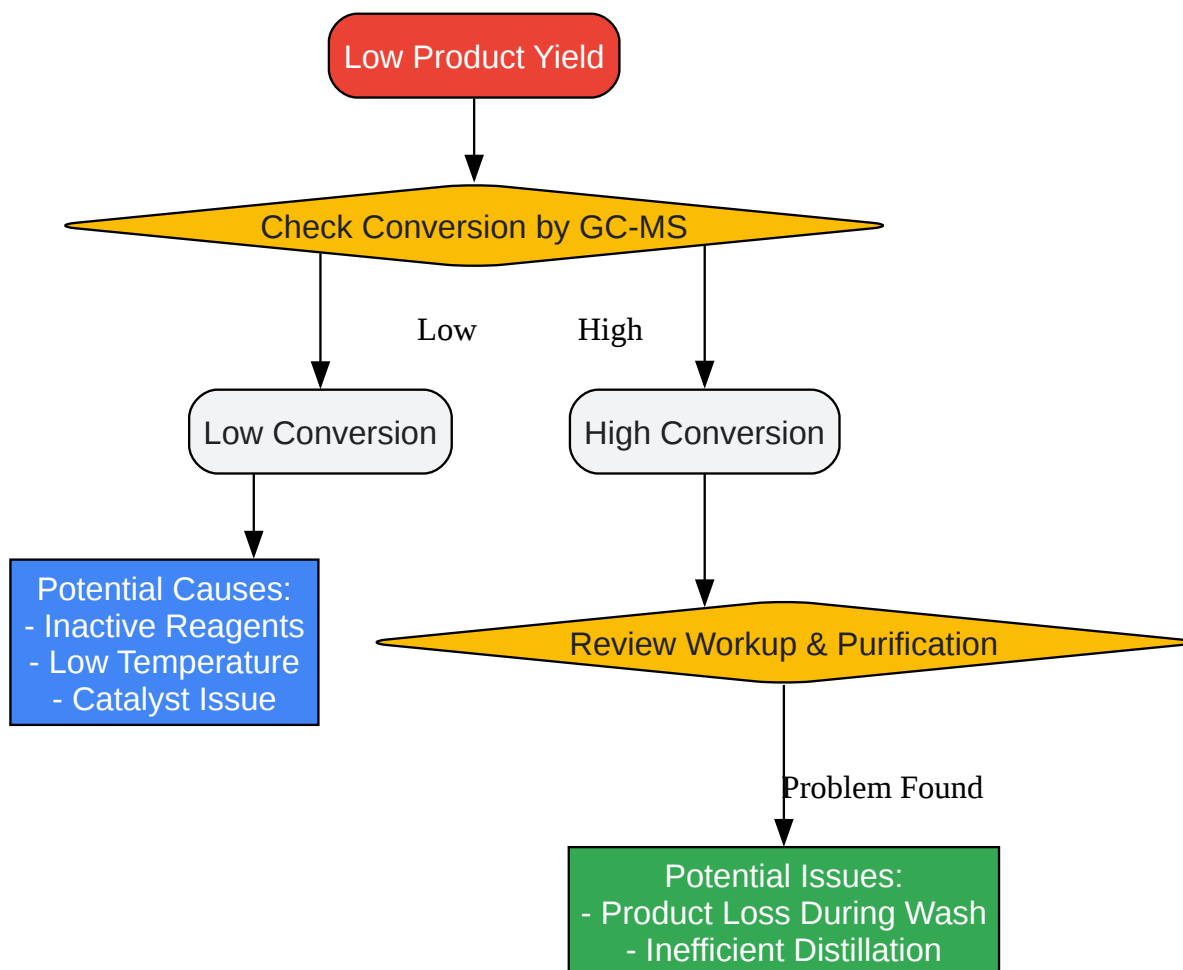 Low Product Yield
Check Conversion by GC-MS
Low
High
Low Conversion
High Conversion
Potential Causes:
- Inactive Reagents
- Low Temperature
- Catalyst Issue
Review Workup & Purification
Problem Found
Potential Issues:
- Product Loss During Wash
- Inefficient Distillation